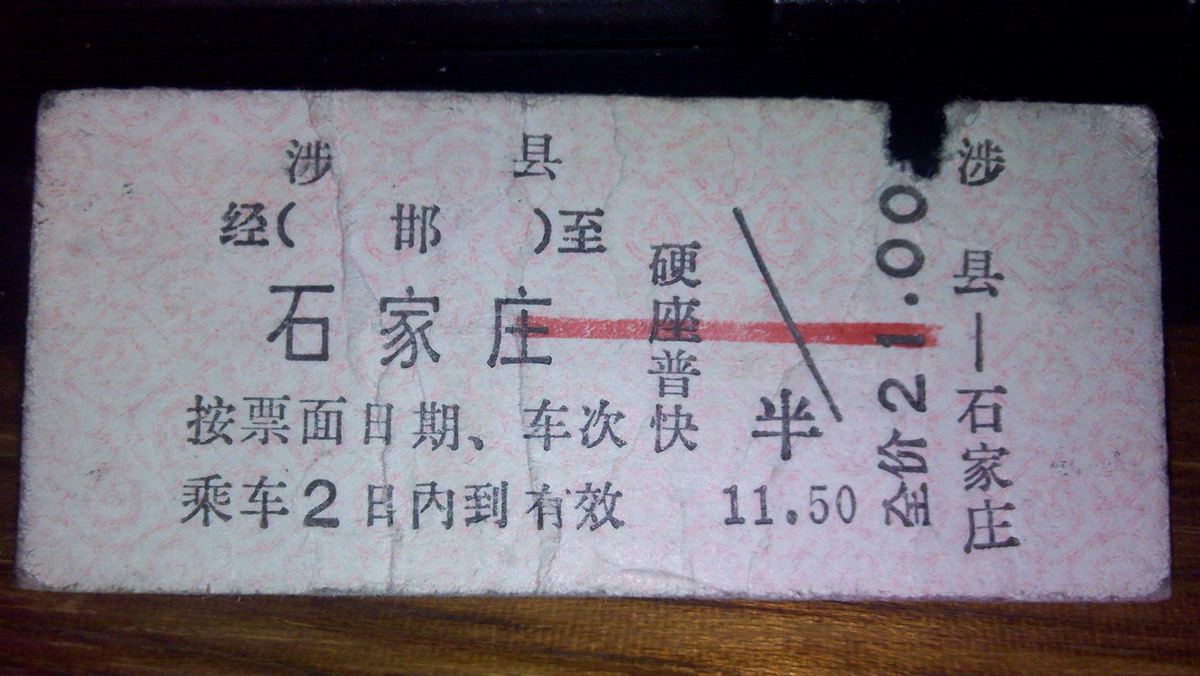 涉县
经(邯)至
石家庄
按票面日期、车次
乘车2日内到有效
硬座普快
半
11.50
全价21.00
涉县—石家庄